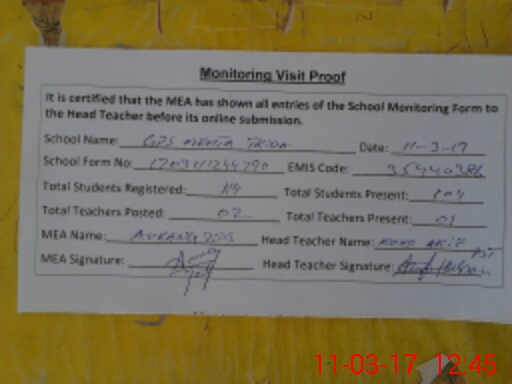 Monitoring Visit Proof
It is certified that the MEA has shown all entries of the School Monitoring Form to
the Head Teacher before its online submission.
School Name: GPS Date: 11-3-17
School Form No: EMIS Code: 35440386
Total Students Registered: Total Students Present: 104
Total Teachers Posted: 02 Total Teachers Present: 01
MEA Name: Head Teacher Name:
MEA Signature: Head Teacher Signature:
11-03-17 12:45